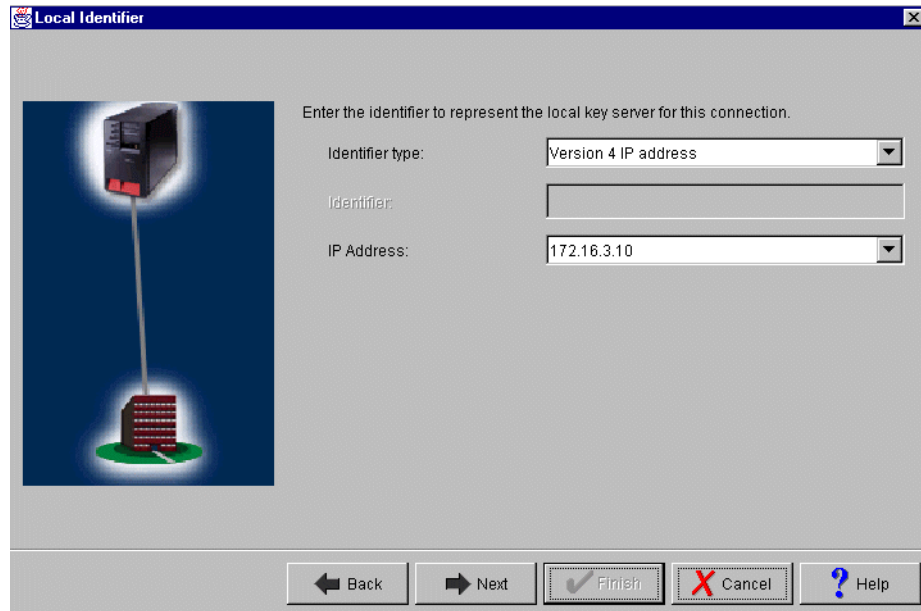 Local Identifier
Enter the identifier to represent the local key server for this connection.
Identifier type: Version 4 IP address
Identifier:
IP Address: 172.16.3.10
Back Next Finish Cancel Help